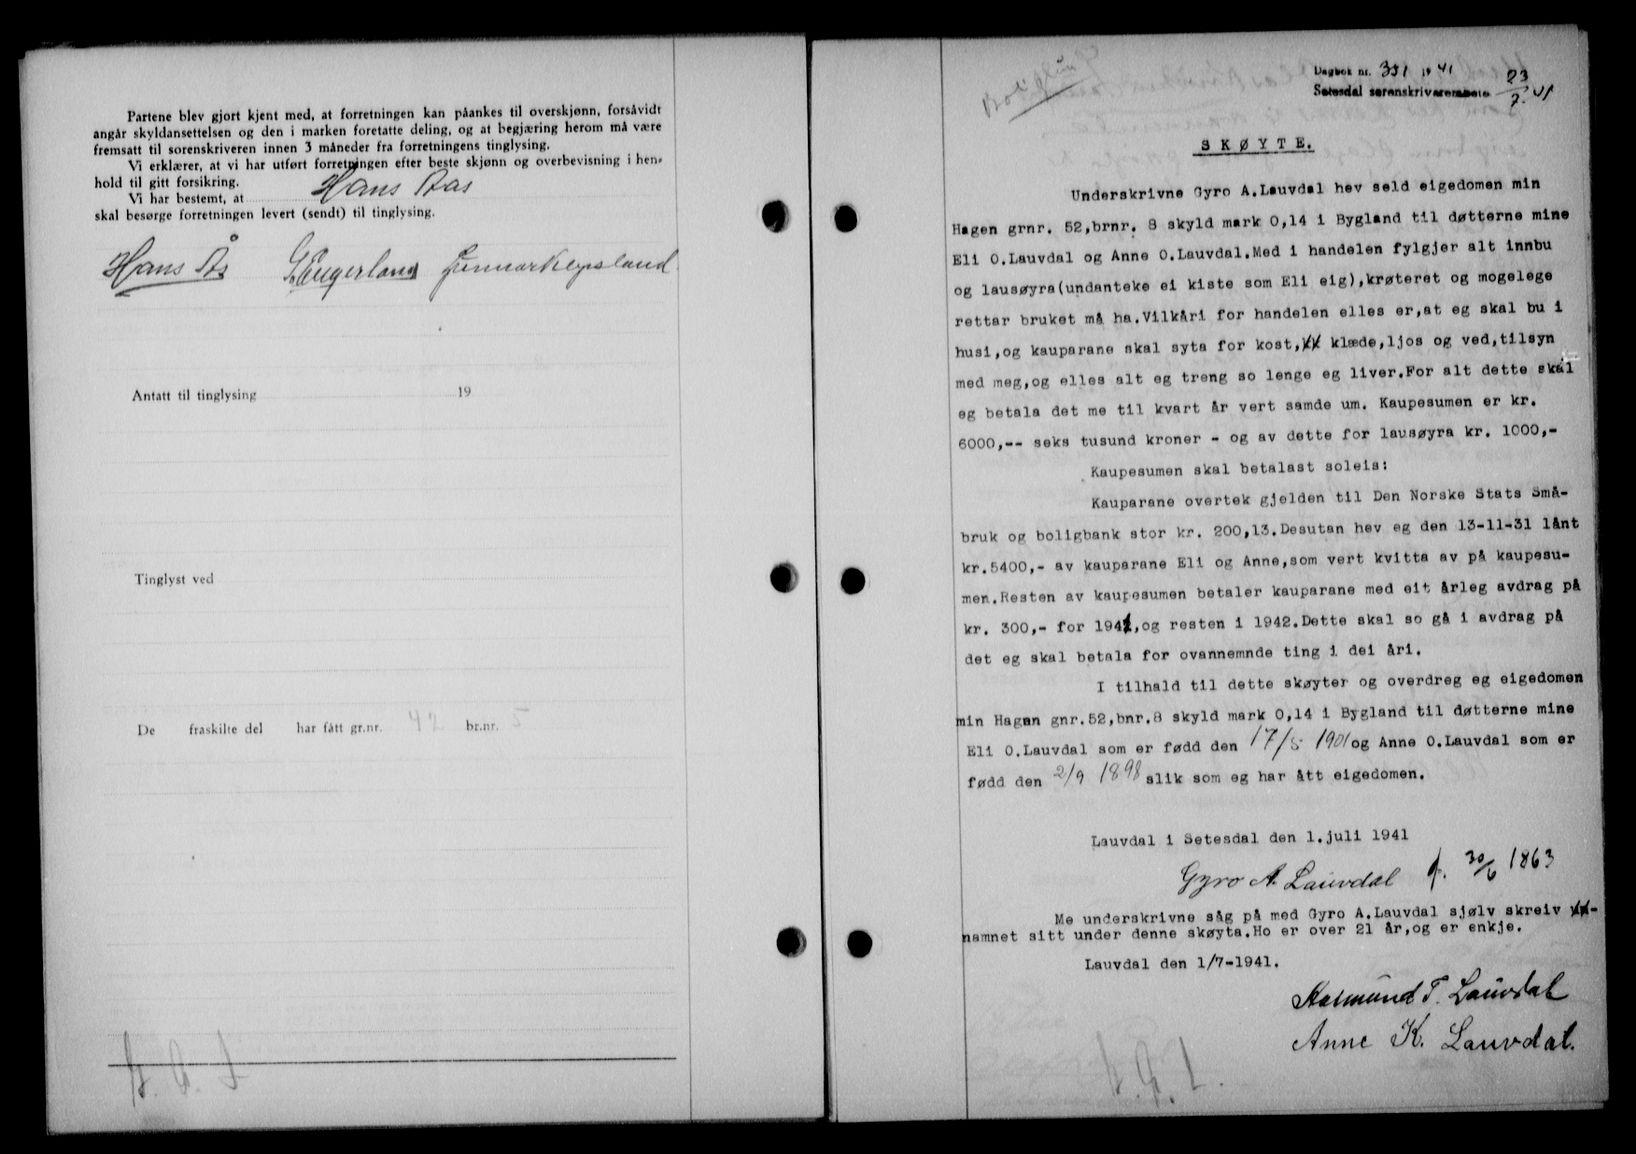 Partene blev gjort kjent med, at forretningen kan påankes til overskjønn, forsåvidt
angår skyldansettelsen og den i marken foretatte deling, og at begjæring herom må være
fremsatt til sorenskriveren innen 3 måneder fra forretningens tinglysing.
Vi erklærer, at vi har utført forretningen efter beste skjønn og overbevisning i hen-
hold til gitt forsikring.
Vi har bestemt, at Hans Aas
skal besørge forretningen levert (sendt) til tinglysing.
Hans Ås
Antatt til tinglysing 19
Tinglyst ved
De fraskilte del har fått gr.nr. 42 br.nr. 5
Dagbok nr. 351 1941
Setesdal sorenskriverembete 23/7.41
SKØYTE.
Underskrivne Gyro A.Lauvdal hev seld eigedomen min
Hagen grnr. 52,brnr. 8 skyld mark 0,14 i Bygland til døtterne mine
Eli O.Lauvdal og Anne O.Lauvdal.Med i handelen fylgjer alt innbu
og lausøyra(undanteke ei kiste som Eli eig),krøteret og mogelege
rettar bruket må ha.Vilkåri for handelen elles er,at eg skal bu i
husi,og kauparane skal syta for kost, klæde,ljos og ved,tilsyn
med meg,og elles alt eg treng so lenge eg liver.For alt dette skal
eg betala det me til kvart år vert samde um. Kaupesumen er kr.
6000,-- seks tusund kroner - og av dette for lausøyra kr. 1000,-
Kaupesumen skal betalast soleis:
Kauparane overtek gjelden til Den Norske Stats Små-
bruk og boligbank stor kr. 200,13.Desutan hev eg den 13-11-31 lånt
kr.5400,- av kauparane Eli og Anne,som vert kvitta av på kaupesu-
men.Resten av kaupesumen betaler kauparane med eit årleg avdrag på
kr. 300,- for 1941,og resten i 1942.Dette skal so gå i avdrag på
det eg skal betala for ovannemnde ting i dei åri.
I tilhald til dette skøyter og overdreg eg eigedomen
min Hagen gnr.52,bnr.8 skyld mark 0,14 i Bygland til døtterne mine
Eli O.Lauvdal som er fødd den 17/5 1901 og Anne O.Lauvdal som er
fødd den 2/9 1898 slik som eg har ått eigedomen.
Lauvdal i Setesdal den 1.juli 1941
Gyro A. Lauvdal f. 30/6 1863
Me underskrivne såg på med Gyro A.Lauvdal sjølv skreiv
namnet sitt under denne skøyta.Ho er over 21 år,og er enkje.
Lauvdal den 1/7-1941.
T. Lauvdal
Anne K. Lauvdal.